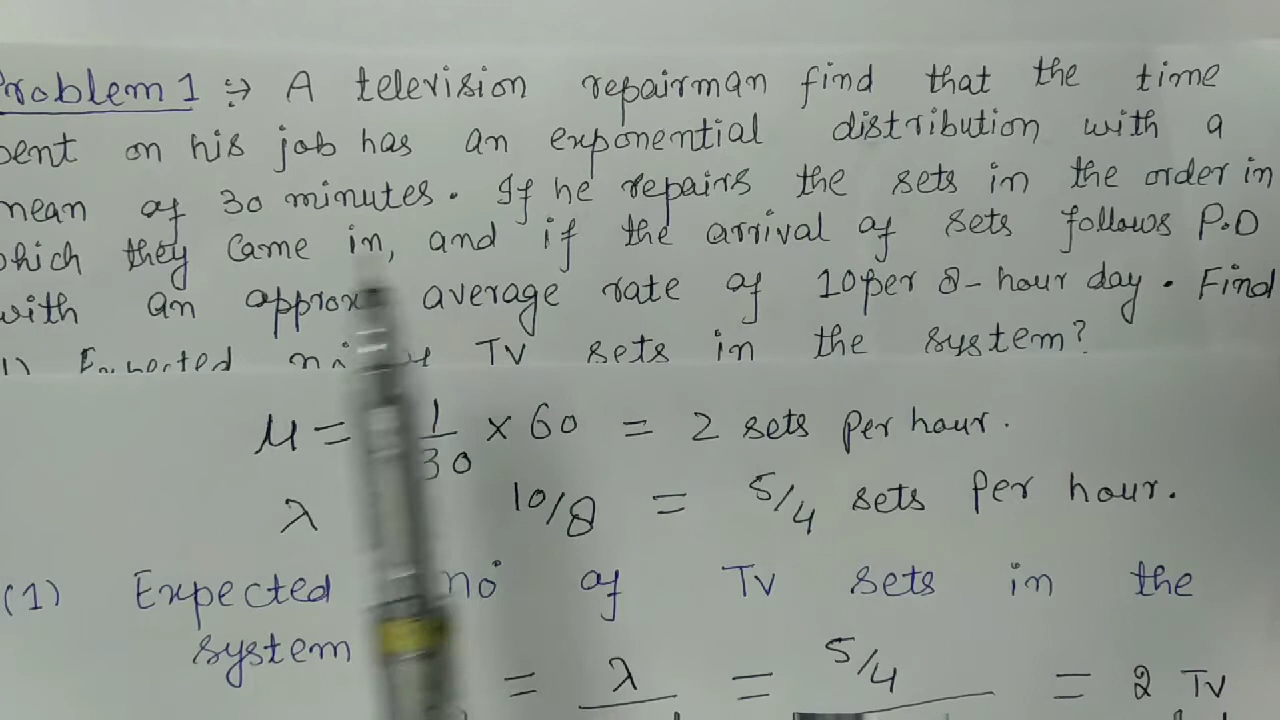 roblem 1 :→ A television repairman find that the time
pent on his job has an exponential distribution with a
mean of 30 minutes. If he repairs the sets in the order in
which they came in, and if the arrival of sets follows P.D
with an approx average rate of 10 per 8-hour day. Find
TV sets in the system?
μ = 1/30 × 60 = 2 sets per hour.
λ 10/8 = 5/4 sets per hour.
(1) Expected no of TV sets in the
system
= λ = 5/4 = 2 TV